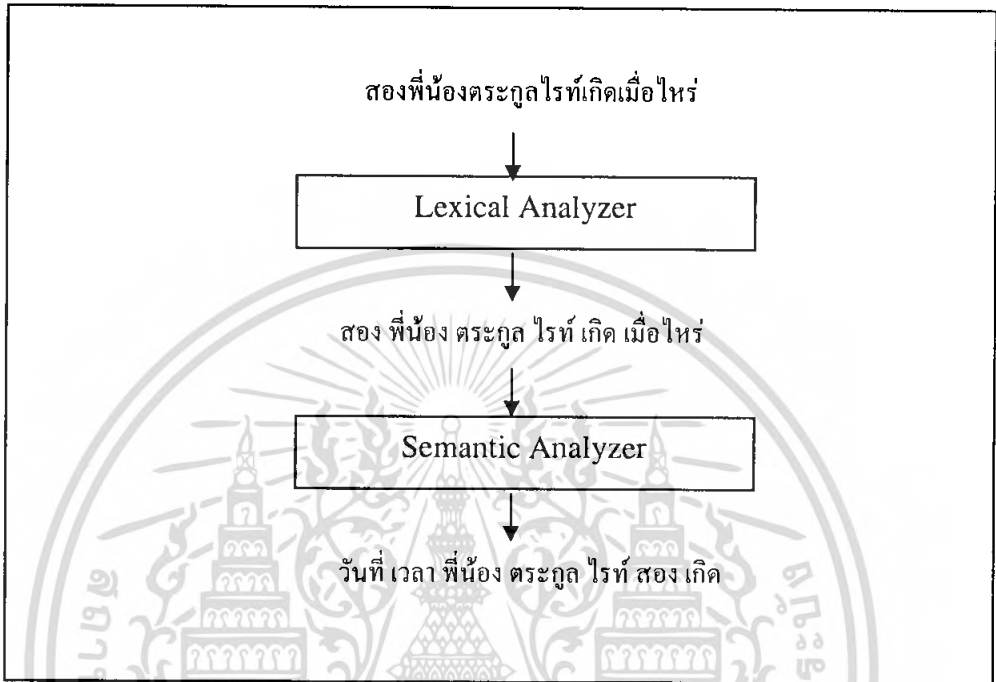 สองพี่น้องตระกูลไรท์เกิดเมื่อไหร่
Lexical Analyzer
สอง พี่น้อง ตระกูล ไรท์ เกิด เมื่อไหร่
Semantic Analyzer
วันที่ เวลา พี่น้อง ตระกูล ไรท์ สอง เกิด